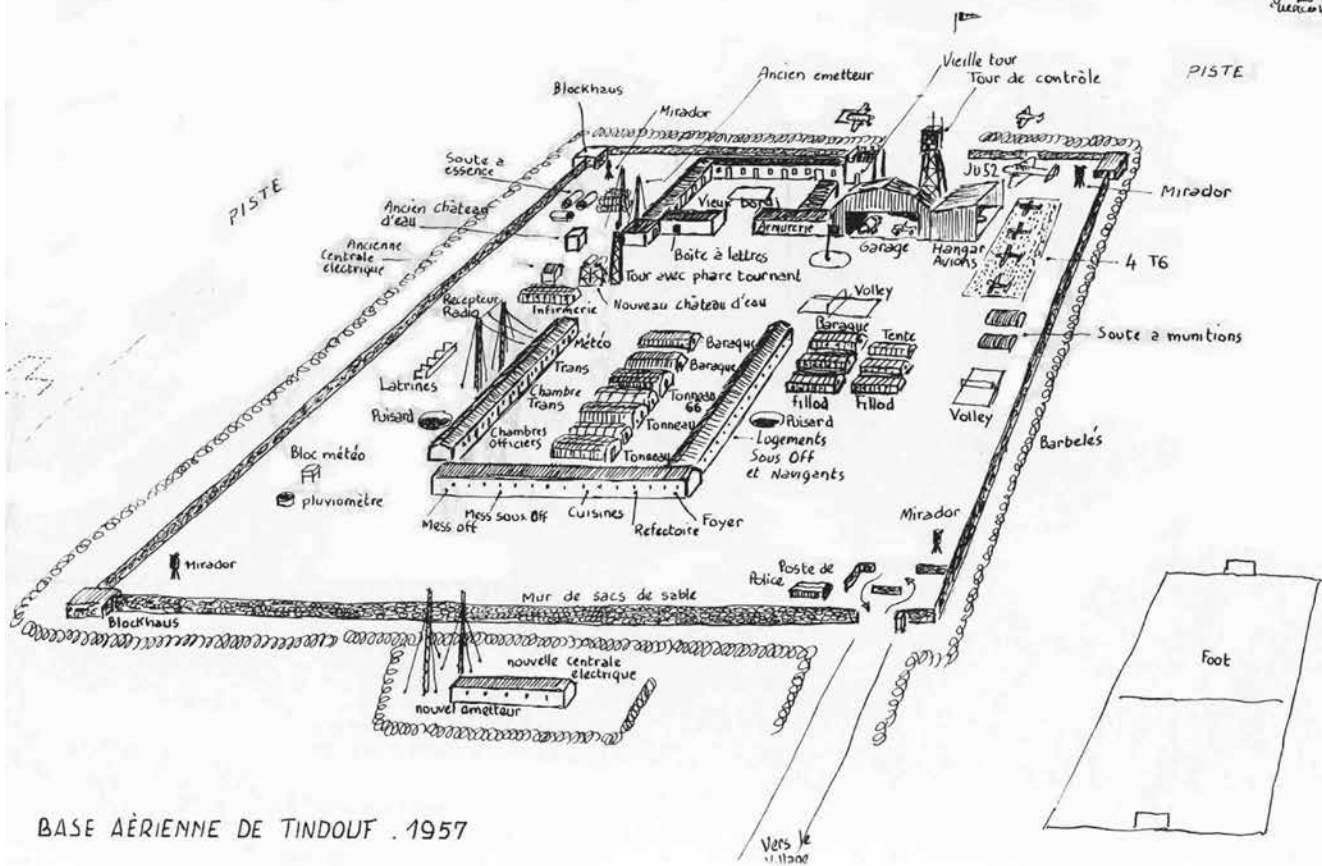 Vieille tour
Tour de contrôle
PISTE
Ancien emetteur
Blockhaus
Mirador
Soute a
essence
Ju52
Mirador
PISTE
Ancien château
d'eau
Vieux bord
Armurerie
Boite à lettres
Garage
Hangar
Avions
4 T6
Ancienne
Centrale
électrique
Tour avec phare tournant
Nouveau château d'eau
Infirmerie
Volley
Recepteur
Radio
Météo
Baraque
Baraque
Tente
Soute a munitions
Trans
Baraque
Latrines
Chambre
Trans
Tonneau
66
Fillod
Fillod
Volley
Puisard
Chambres
Officiers
Tonneau
Puisard
Logements
Sous Off
et Navigants
Barbelés
Bloc météo
Tonneau
pluviomètre
Mess off
Mess soux Off
Cuisines
Refectoire
Foyer
Mirador
Mirador
Poste de
Police
Mur de sacs de sable
Blockhaus
nouvelle centrale
electrique
nouvel emetteur
Foot
BASE AÉRIENNE DE TINDOUF . 1957
Vers le
village